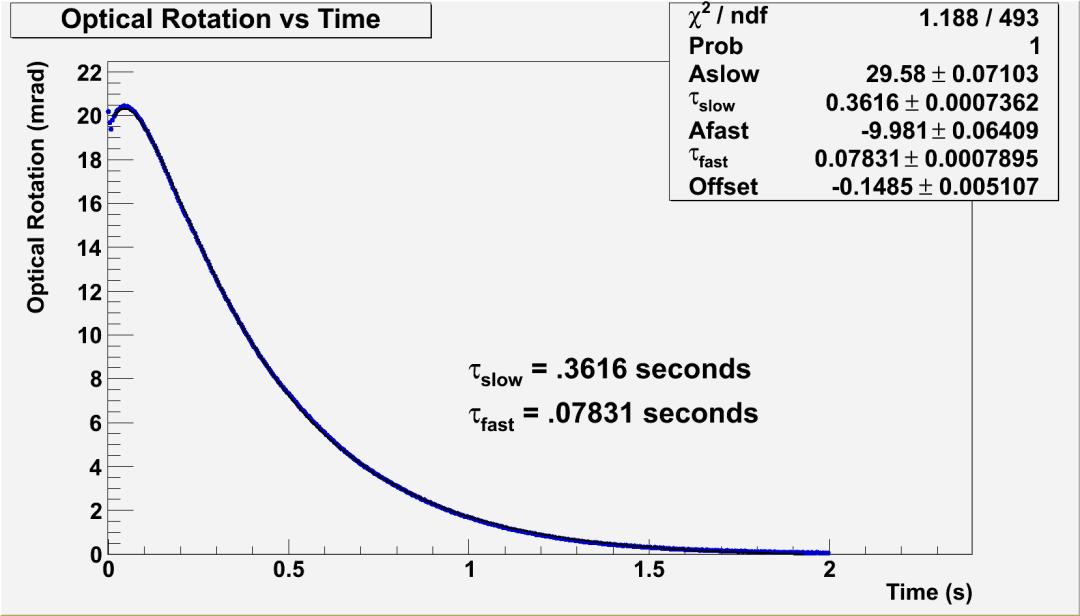 Optical Rotation vs Time
χ² / ndf 1.188 / 493
Prob 1
Aslow 29.58 ± 0.07103
τslow 0.3616 ± 0.0007362
Afast -9.981 ± 0.06409
τfast 0.07831 ± 0.0007895
Offset -0.1485 ± 0.005107
Optical Rotation (mrad)
22
20
18
16
14
12
10
8
6
4
2
0
τslow = .3616 seconds
τfast = .07831 seconds
0 0.5 1 1.5 2
Time (s)